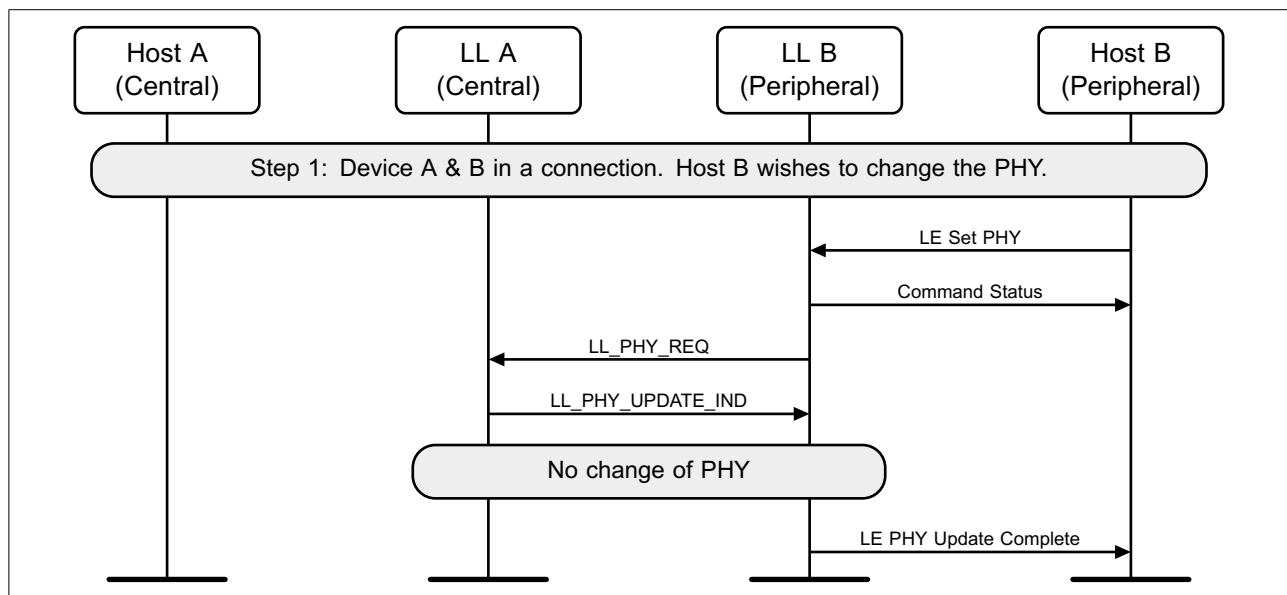 Host A
(Central)
LL A
(Central)
LL B
(Peripheral)
Host B
(Peripheral)
Step 1: Device A & B in a connection. Host B wishes to change the PHY.
LE Set PHY
Command Status
LL_PHY_REQ
LL_PHY_UPDATE_IND
No change of PHY
LE PHY Update Complete